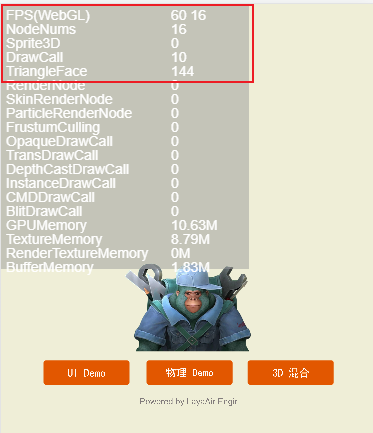 FPS(WebGL) 60 16
NodeNums 16
Sprite3D 0
DrawCall 10
TriangleFace 144
RenderNode 0
SkinRenderNode 0
ParticleRenderNode 0
FrustumCulling 0
OpaqueDrawCall 0
TransDrawCall 0
DepthCastDrawCall 0
InstanceDrawCall 0
CMDDrawCall 0
BlitDrawCall 0
GPUMemory 10.63M
TextureMemory 8.79M
RenderTextureMemory 0M
BufferMemory 1.83M
UI Demo 物理 Demo 3D 混合
Powered by LayaAir Engin